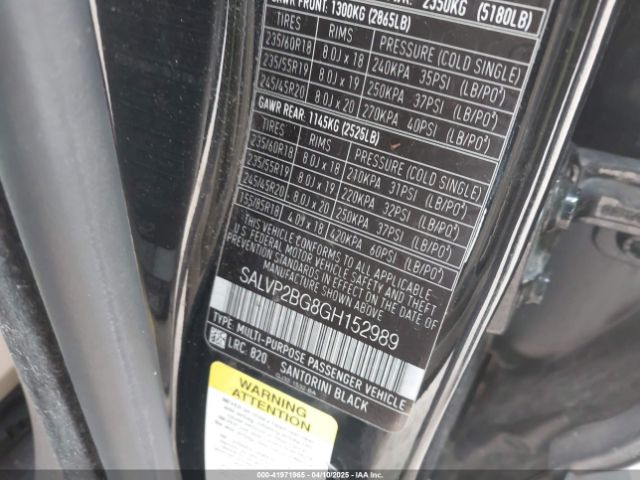 2350KG (5180LB)
GAWR FRONT: 1300KG (2865LB)
TIRES RIMS PRESSURE (COLD SINGLE)
235/60R18 8.0J x 18 240KPA 35PSI (LB/PO²)
235/55R19 8.0J x 19 250KPA 37PSI (LB/PO²)
245/45R20 8.0J x 20 270KPA 40PSI (LB/PO²)
GAWR REAR: 1145KG (2525LB)
TIRES RIMS PRESSURE (COLD SINGLE)
235/60R18 8.0J x 18 210KPA 31PSI (LB/PO²)
235/55R19 8.0J x 19 220KPA 32PSI (LB/PO²)
245/45R20 8.0J x 20 250KPA 37PSI (LB/PO²)
155/85R18 4.0J x 18 420KPA 60PSI (LB/PO²)
THIS VEHICLE CONFORMS TO ALL APPLICABLE
U.S FEDERAL MOTOR VEHICLE SAFETY AND THEFT
PREVENTION STANDARDS IN EFFECT ON THE DATE OF
MANUFACTURE SHOWN ABOVE
SALVP2BG8GH152989
TYPE: MULTI-PURPOSE PASSENGER VEHICLE
LRC: 820
SANTORINI BLACK
WARNING
ATTENTION
000-41971965 04/10/2025